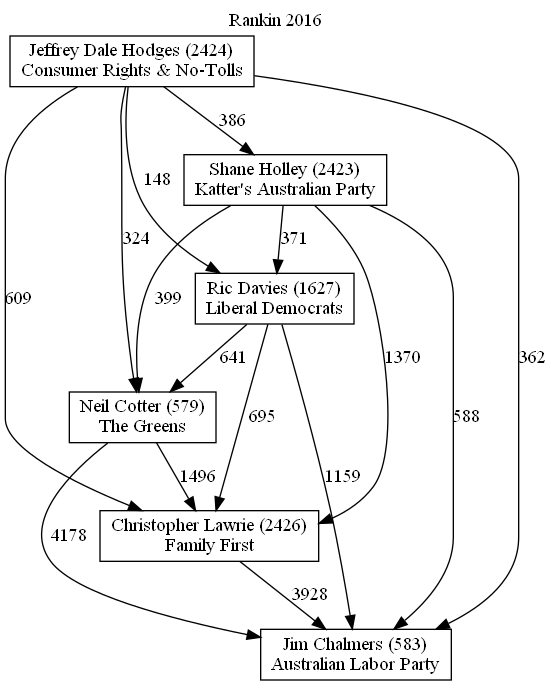 Rankin 2016
Jeffrey Dale Hodges (2424)
Consumer Rights & No-Tolls
386
Shane Holley (2423)
Katter's Australian Party
148
324
371
399
609
Ric Davies (1627)
Liberal Democrats
641
1370
362
Neil Cotter (579)
The Greens
695
588
1496
1159
Christopher Lawrie (2426)
Family First
4178
3928
Jim Chalmers (583)
Australian Labor Party